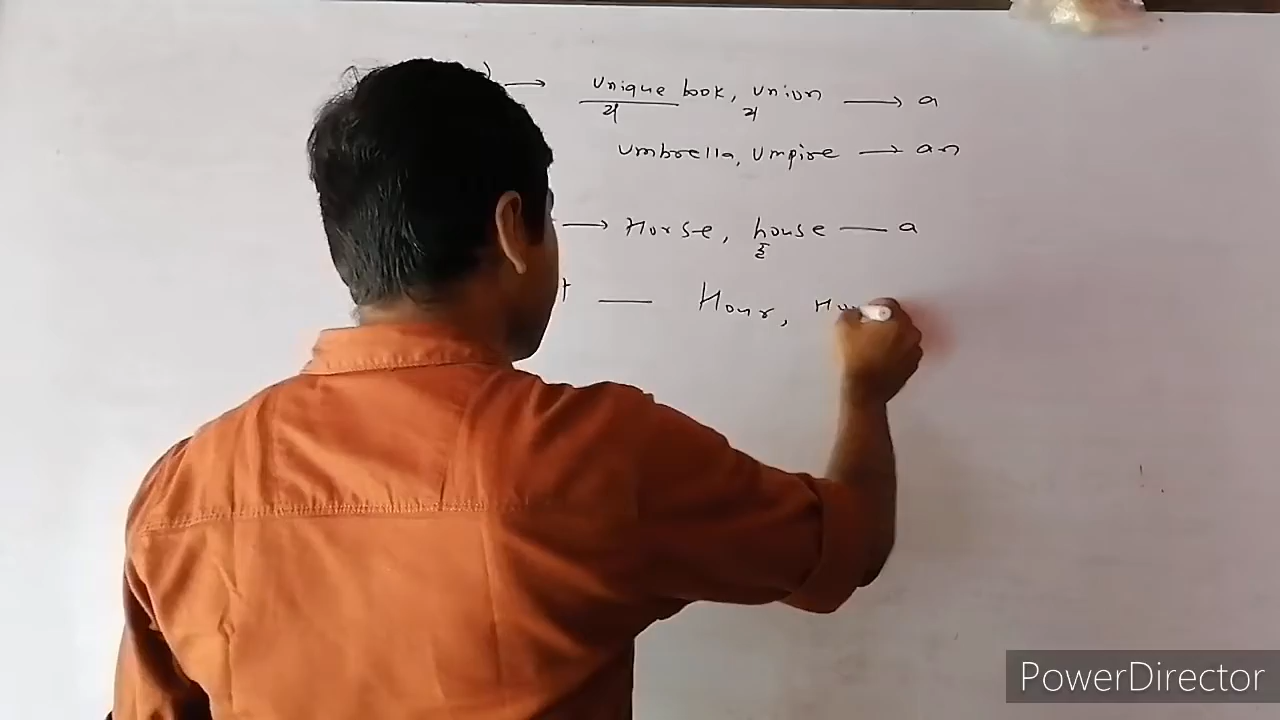 ) → unique book, union → a
य य
umbrella, umpire → an
→ Horse, house — a
হ
t — Hour, H
PowerDirector